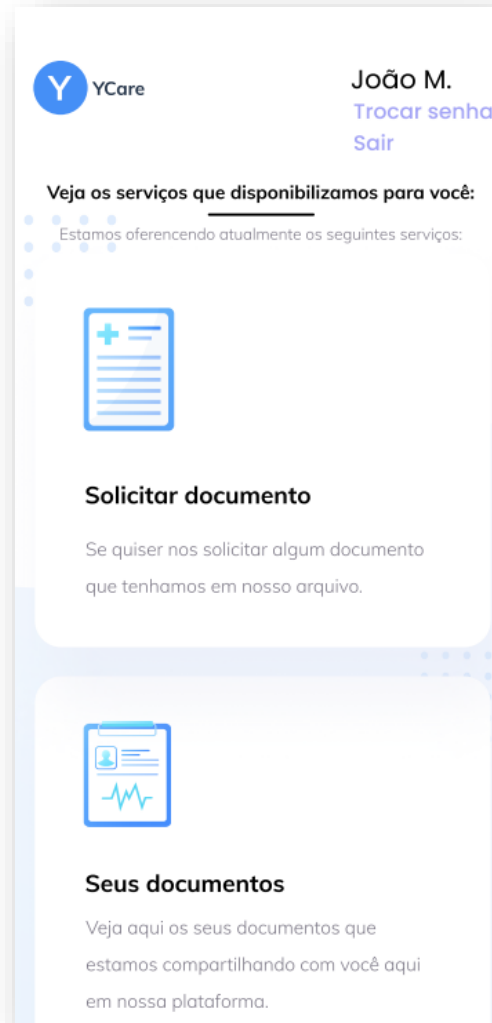 Y YCare
João M.
Trocar senha
Sair
Veja os serviços que disponibilizamos para você:
Estamos oferencendo atualmente os seguintes serviços:
Solicitar documento
Se quiser nos solicitar algum documento
que tenhamos em nosso arquivo.
Seus documentos
Veja aqui os seus documentos que
estamos compartilhando com você aqui
em nossa plataforma.